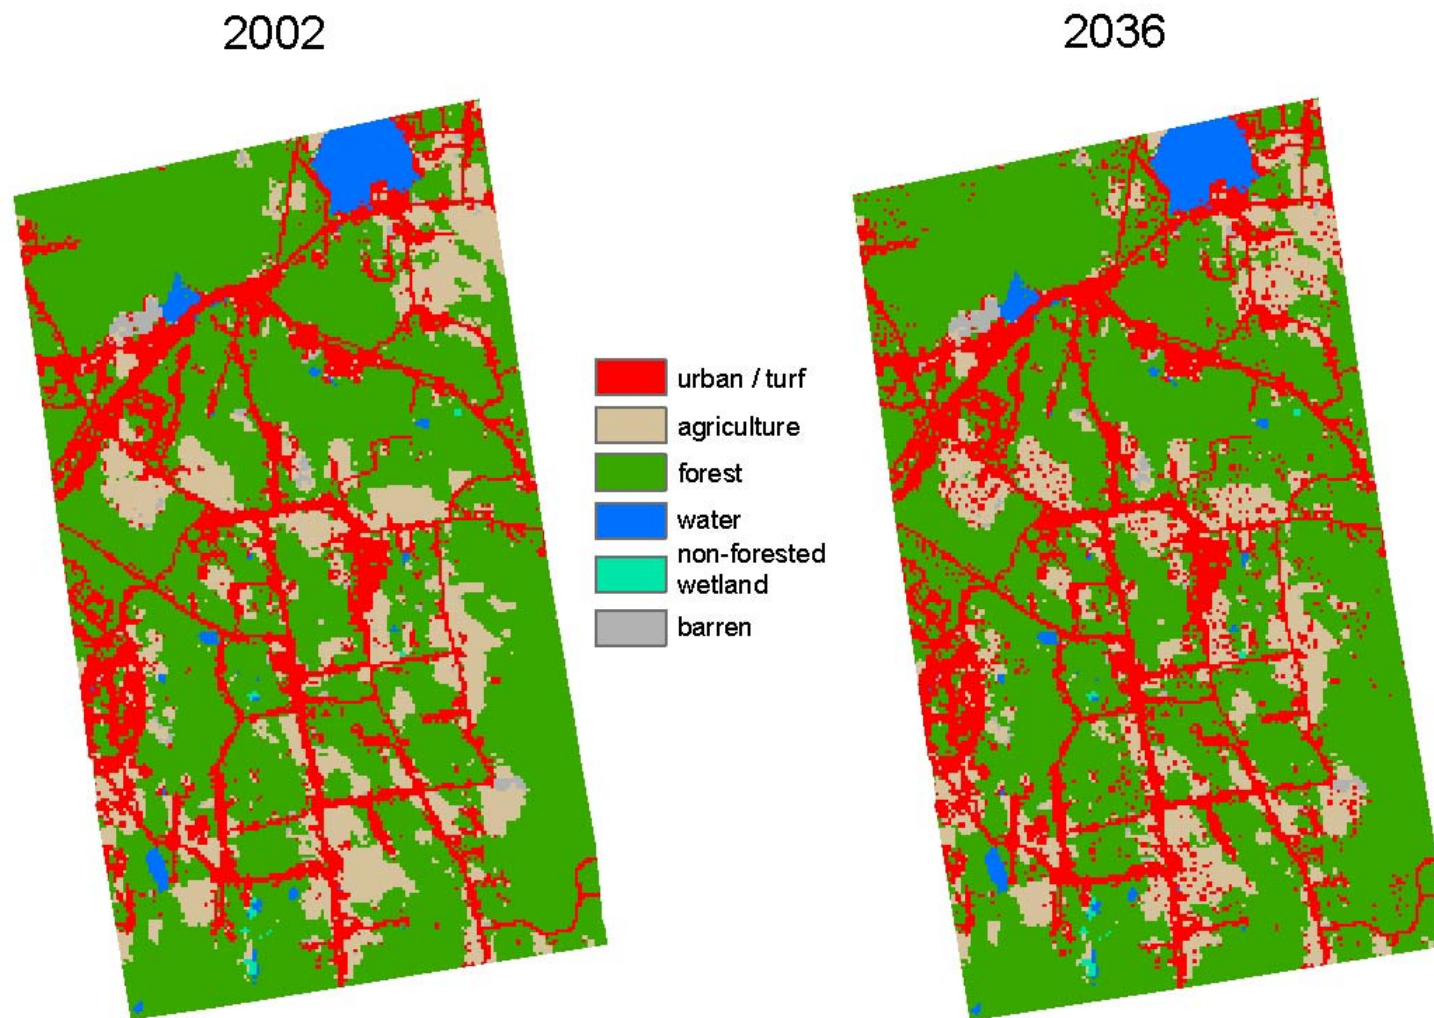 2002
2036
urban / turf
agriculture
forest
water
non-forested
wetland
barren